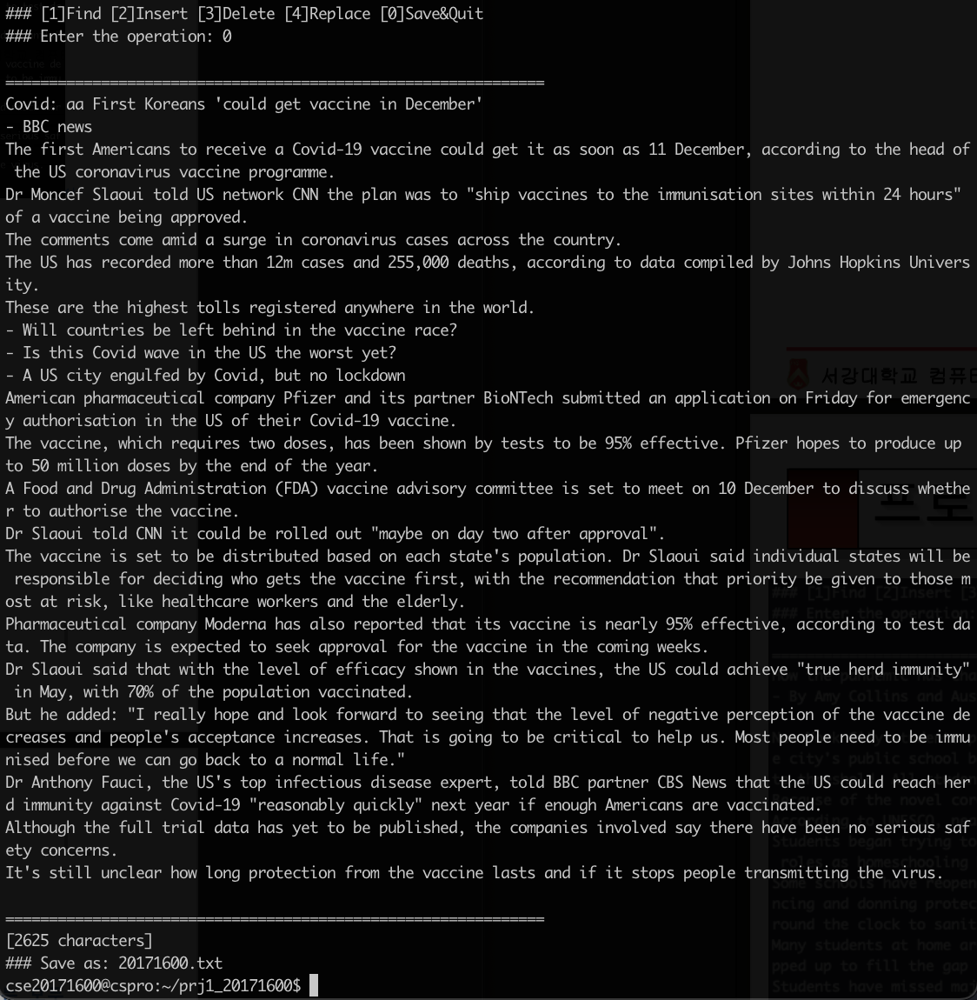 ### [1]Find [2]Insert [3]Delete [4]Replace [0]Save&Quit
### Enter the operation: 0
==============================================================
Covid: aa First Koreans 'could get vaccine in December'
- BBC news
The first Americans to receive a Covid-19 vaccine could get it as soon as 11 December, according to the head of
 the US coronavirus vaccine programme.
Dr Moncef Slaoui told US network CNN the plan was to "ship vaccines to the immunisation sites within 24 hours"
of a vaccine being approved.
The comments come amid a surge in coronavirus cases across the country.
The US has recorded more than 12m cases and 255,000 deaths, according to data compiled by Johns Hopkins Univers
ity.
These are the highest tolls registered anywhere in the world.
- Will countries be left behind in the vaccine race?
- Is this Covid wave in the US the worst yet?
- A US city engulfed by Covid, but no lockdown
American pharmaceutical company Pfizer and its partner BioNTech submitted an application on Friday for emergenc
y authorisation in the US of their Covid-19 vaccine.
The vaccine, which requires two doses, has been shown by tests to be 95% effective. Pfizer hopes to produce up
to 50 million doses by the end of the year.
A Food and Drug Administration (FDA) vaccine advisory committee is set to meet on 10 December to discuss whethe
r to authorise the vaccine.
Dr Slaoui told CNN it could be rolled out "maybe on day two after approval".
The vaccine is set to be distributed based on each state's population. Dr Slaoui said individual states will be
 responsible for deciding who gets the vaccine first, with the recommendation that priority be given to those m
ost at risk, like healthcare workers and the elderly.
Pharmaceutical company Moderna has also reported that its vaccine is nearly 95% effective, according to test da
ta. The company is expected to seek approval for the vaccine in the coming weeks.
Dr Slaoui said that with the level of efficacy shown in the vaccines, the US could achieve "true herd immunity"
 in May, with 70% of the population vaccinated.
But he added: "I really hope and look forward to seeing that the level of negative perception of the vaccine de
creases and people's acceptance increases. That is going to be critical to help us. Most people need to be immu
nised before we can go back to a normal life."
Dr Anthony Fauci, the US's top infectious disease expert, told BBC partner CBS News that the US could reach her
d immunity against Covid-19 "reasonably quickly" next year if enough Americans are vaccinated.
Although the full trial data has yet to be published, the companies involved say there have been no serious saf
ety concerns.
It's still unclear how long protection from the vaccine lasts and if it stops people transmitting the virus.
==============================================================
[2625 characters]
### Save as: 20171600.txt
cse20171600@cspro:~/prj1_20171600$
서강대학교 컴퓨터
프로